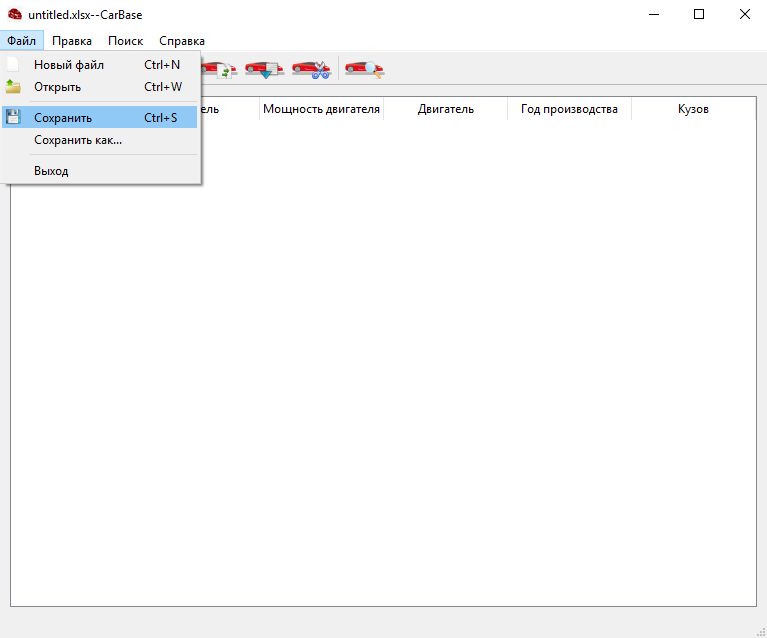 untitled.xlsx--CarBase
Файл Правка Поиск Справка
Новый файл Ctrl+N
Открыть Ctrl+W
Сохранить Ctrl+S
Сохранить как...
Выход
ель Мощность двигателя Двигатель Год производства Кузов